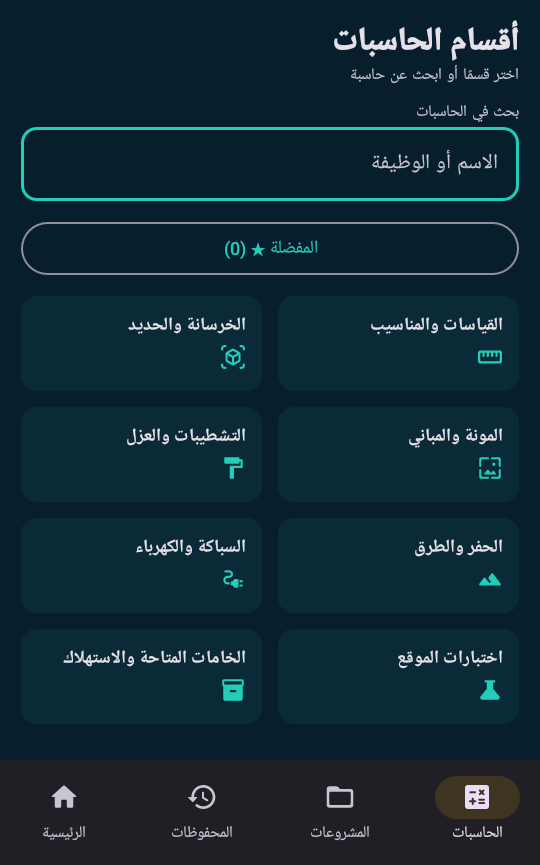 أقسام الحاسبات
اختر قسمًا أو ابحث عن حاسبة
بحث في الحاسبات
الاسم أو الوظيفة
المفضلة ★ (0)
القياسات والمناسيب
الخرسانة والحديد
المونة والمباني
التشطيبات والعزل
الحفر والطرق
السباكة والكهرباء
اختبارات الموقع
الخامات المتاحة والاستهلاك
الحاسبات
المشروعات
المحفوظات
الرئيسية